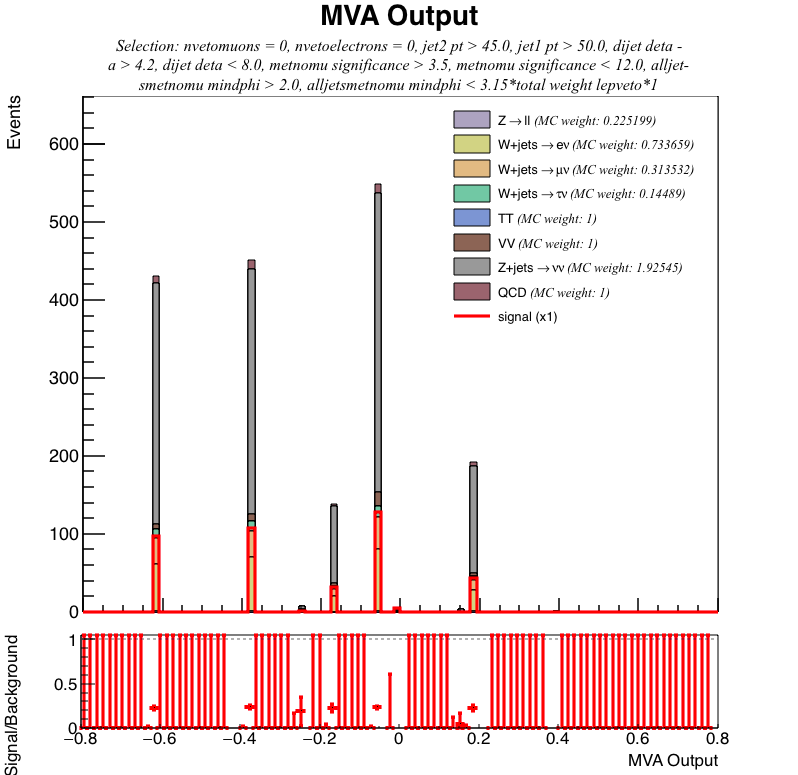 MVA Output
Selection: nvetomuons = 0, nvetoelectrons = 0, jet2 pt > 45.0, jet1 pt > 50.0, dijet deta -
a > 4.2, dijet deta < 8.0, metnomu significance > 3.5, metnomu significance < 12.0, alljet-
smetnomu mindphi > 2.0, alljetsmetnomu mindphi < 3.15*total weight lepveto*1
Events
600
500
400
300
200
100
0
Z→ll (MC weight: 0.225199)
W+jets→eν (MC weight: 0.733659)
W+jets→μν (MC weight: 0.313532)
W+jets→τν (MC weight: 0.14489)
TT (MC weight: 1)
VV (MC weight: 1)
Z+jets→νν (MC weight: 1.92545)
QCD (MC weight: 1)
signal (x1)
Signal/Background
1
0.5
0
−0.8 −0.6 −0.4 −0.2 0 0.2 0.4 0.6 0.8
MVA Output